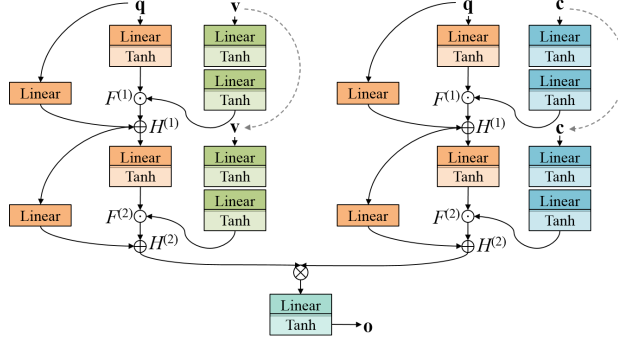 q v q c
Linear Linear Linear Linear
Tanh Tanh Tanh Tanh
Linear Linear Linear Linear
F(1) Tanh F(1) Tanh
H(1) v H(1) c
Linear Linear Linear Linear
Tanh Tanh Tanh Tanh
Linear Linear Linear Linear
F(2) Tanh F(2) Tanh
H(2) H(2)
Linear
Tanh o